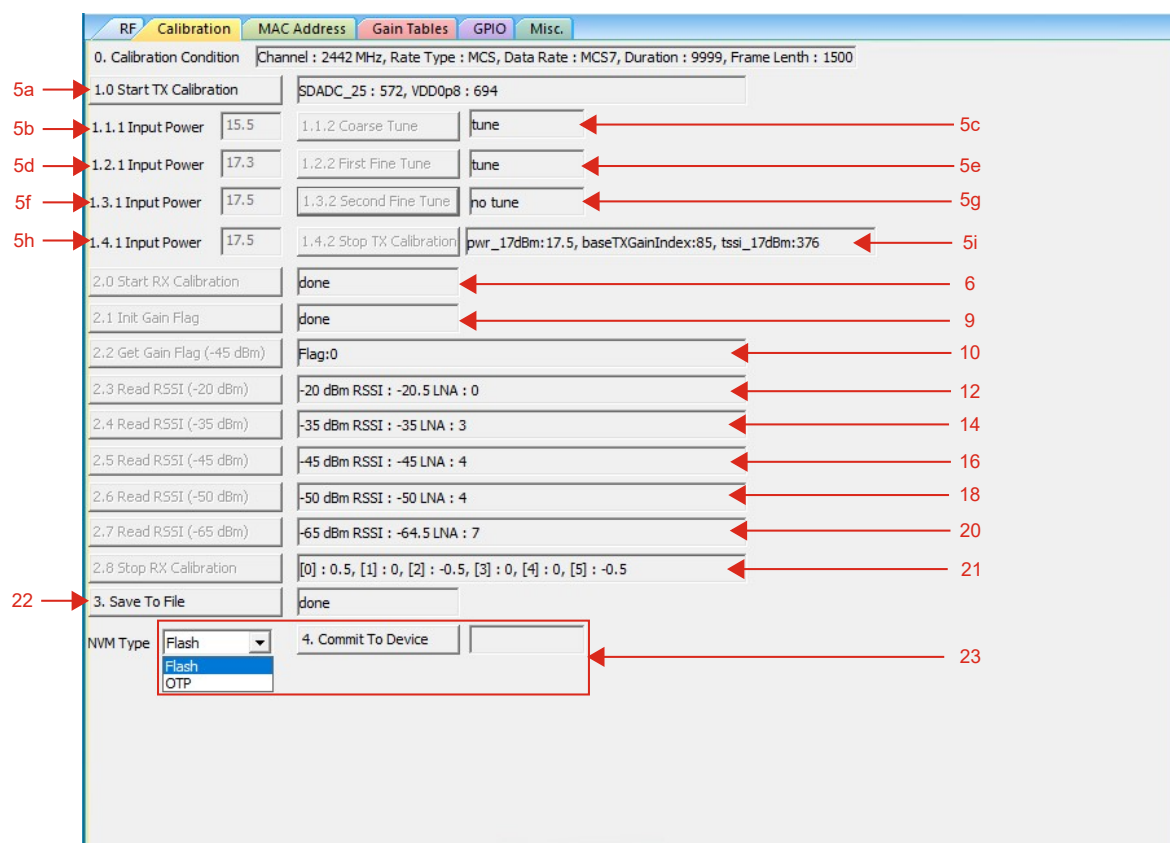 RF Calibration MAC Address Gain Tables GPIO Misc.
0. Calibration Condition Channel : 2442 MHz, Rate Type : MCS, Data Rate : MCS7, Duration : 9999, Frame Lenth : 1500
5a 1.0 Start TX Calibration SDADC_25 : 572, VDD0p8 : 694
5b 1.1.1 Input Power 15.5 1.1.2 Coarse Tune tune 5c
5d 1.2.1 Input Power 17.3 1.2.2 First Fine Tune tune 5e
5f 1.3.1 Input Power 17.5 1.3.2 Second Fine Tune no tune 5g
5h 1.4.1 Input Power 17.5 1.4.2 Stop TX Calibration pwr_17dBm:17.5, baseTXGainIndex:85, tssi_17dBm:376 5i
2.0 Start RX Calibration done 6
2.1 Init Gain Flag done 9
2.2 Get Gain Flag (-45 dBm) Flag:0 10
2.3 Read RSSI (-20 dBm) -20 dBm RSSI : -20.5 LNA : 0 12
2.4 Read RSSI (-35 dBm) -35 dBm RSSI : -35 LNA : 3 14
2.5 Read RSSI (-45 dBm) -45 dBm RSSI : -45 LNA : 4 16
2.6 Read RSSI (-50 dBm) -50 dBm RSSI : -50 LNA : 4 18
2.7 Read RSSI (-65 dBm) -65 dBm RSSI : -64.5 LNA : 7 20
2.8 Stop RX Calibration [0] : 0.5, [1] : 0, [2] : -0.5, [3] : 0, [4] : 0, [5] : -0.5 21
22 3. Save To File done
NVM Type Flash 4. Commit To Device 23
Flash
OTP